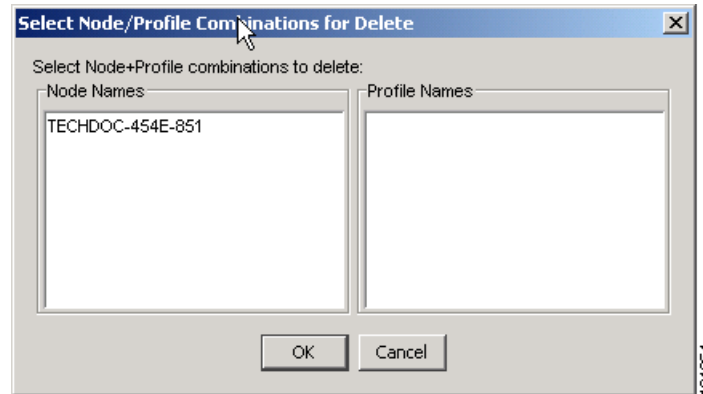 Select Node/Profile Combinations for Delete
Select Node+Profile combinations to delete:
Node Names
Profile Names
TECHDOC-454E-851
OK
Cancel